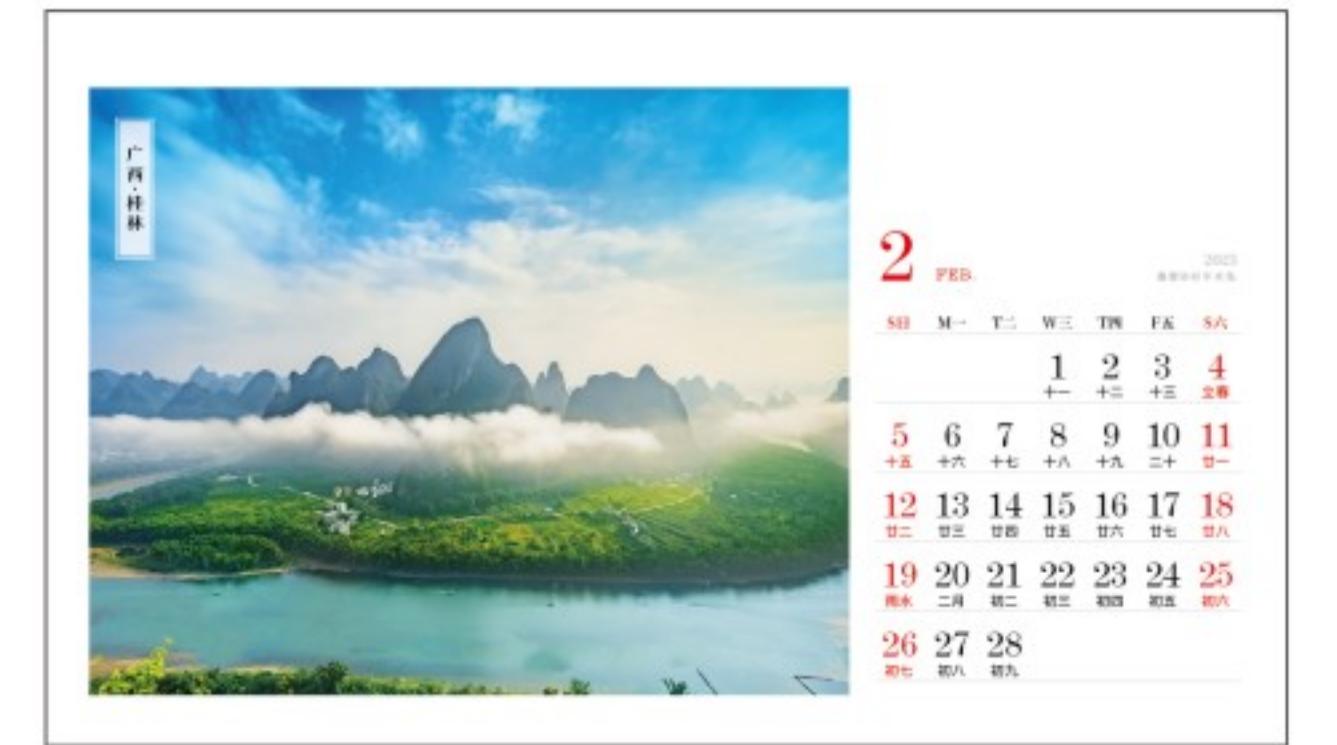 广西·桂林
2 FEB.
2023
S日 M一 T二 W三 T四 F五 S六
1 2 3 4
十一 十二 十三 立春
5 6 7 8 9 10 11
十五 十六 十七 十八 十九 二十 廿一
12 13 14 15 16 17 18
廿二 廿三 廿四 廿五 廿六 廿七 廿八
19 20 21 22 23 24 25
雨水 二月 初二 初三 初四 初五 初六
26 27 28
初七 初八 初九